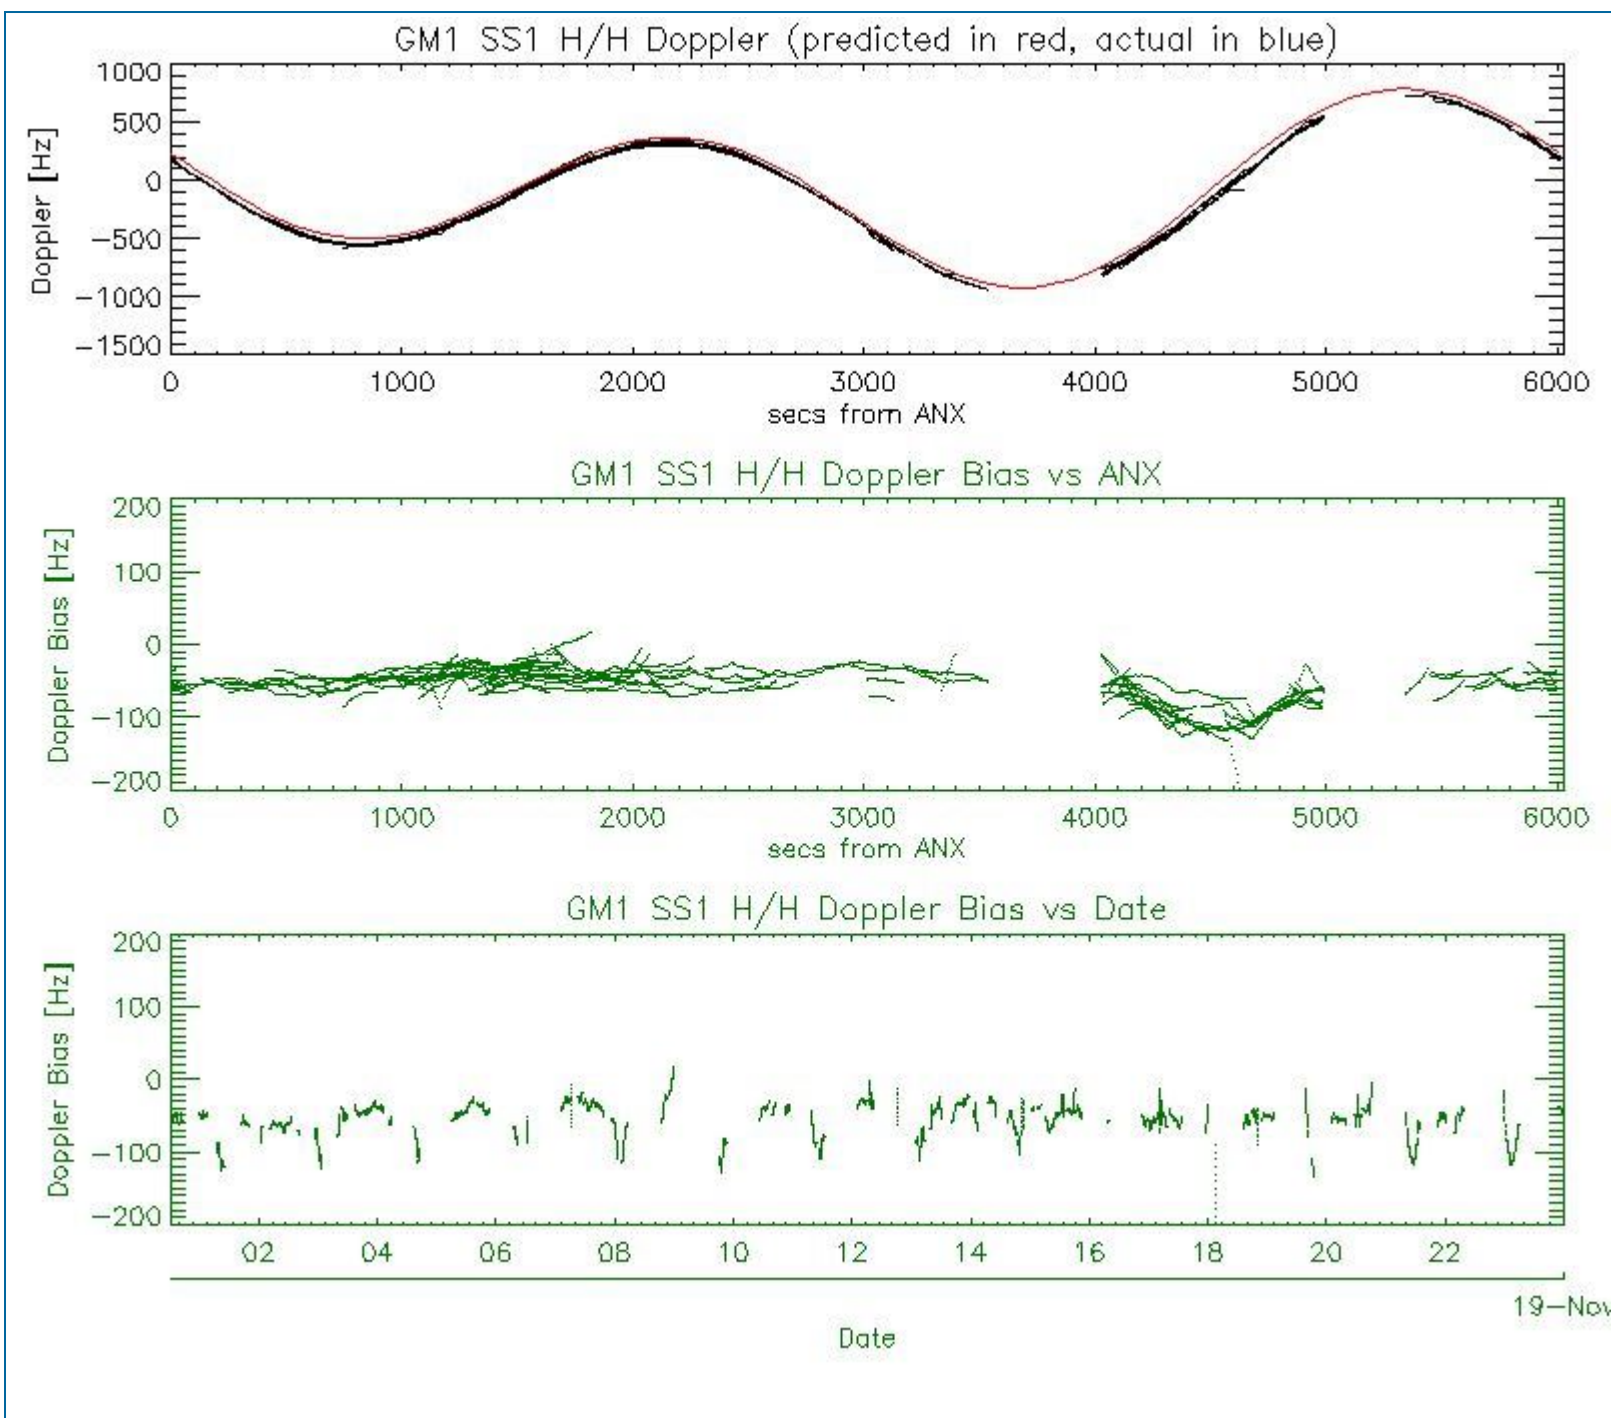 GM1 SS1 H/H Doppler (predicted in red, actual in blue)
Doppler [Hz]
1000
500
0
−500
−1000
−1500
0 1000 2000 3000 4000 5000 6000
secs from ANX
GM1 SS1 H/H Doppler Bias vs ANX
Doppler Bias [Hz]
200
100
0
−100
−200
0 1000 2000 3000 4000 5000 6000
secs from ANX
GM1 SS1 H/H Doppler Bias vs Date
Doppler Bias [Hz]
200
100
0
−100
−200
02 04 06 08 10 12 14 16 18 20 22
19−Nov
Date